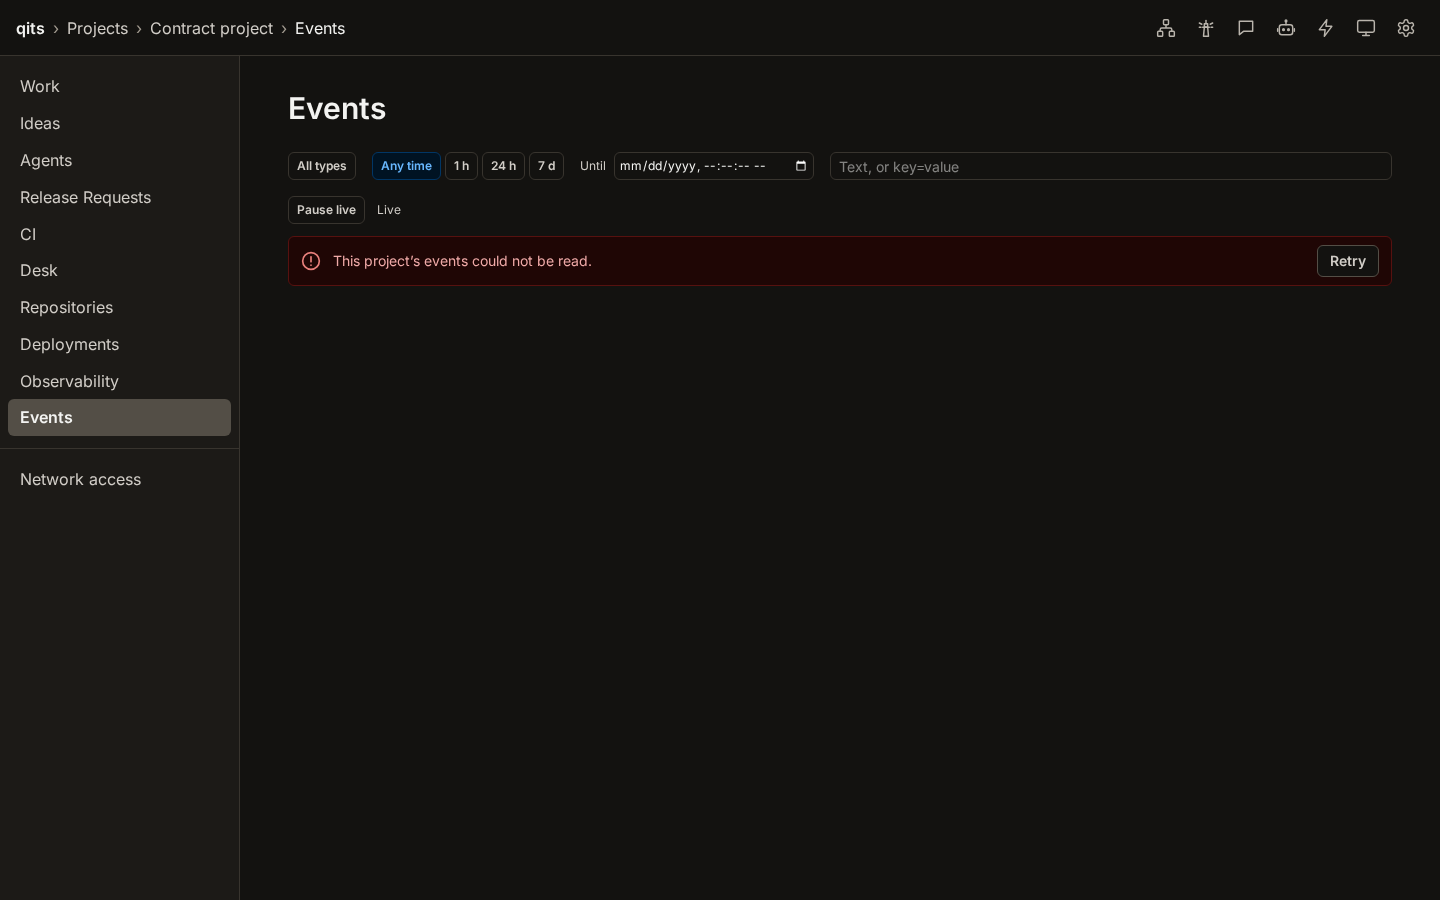 qits › Projects › Contract project › Events
Work
Ideas
Agents
Release Requests
CI
Desk
Repositories
Deployments
Observability
Events
Network access
Events
All types Any time 1 h 24 h 7 d Until mm/dd/yyyy, --:--:-- -- Text, or key=value
Pause live Live
This project’s events could not be read. Retry